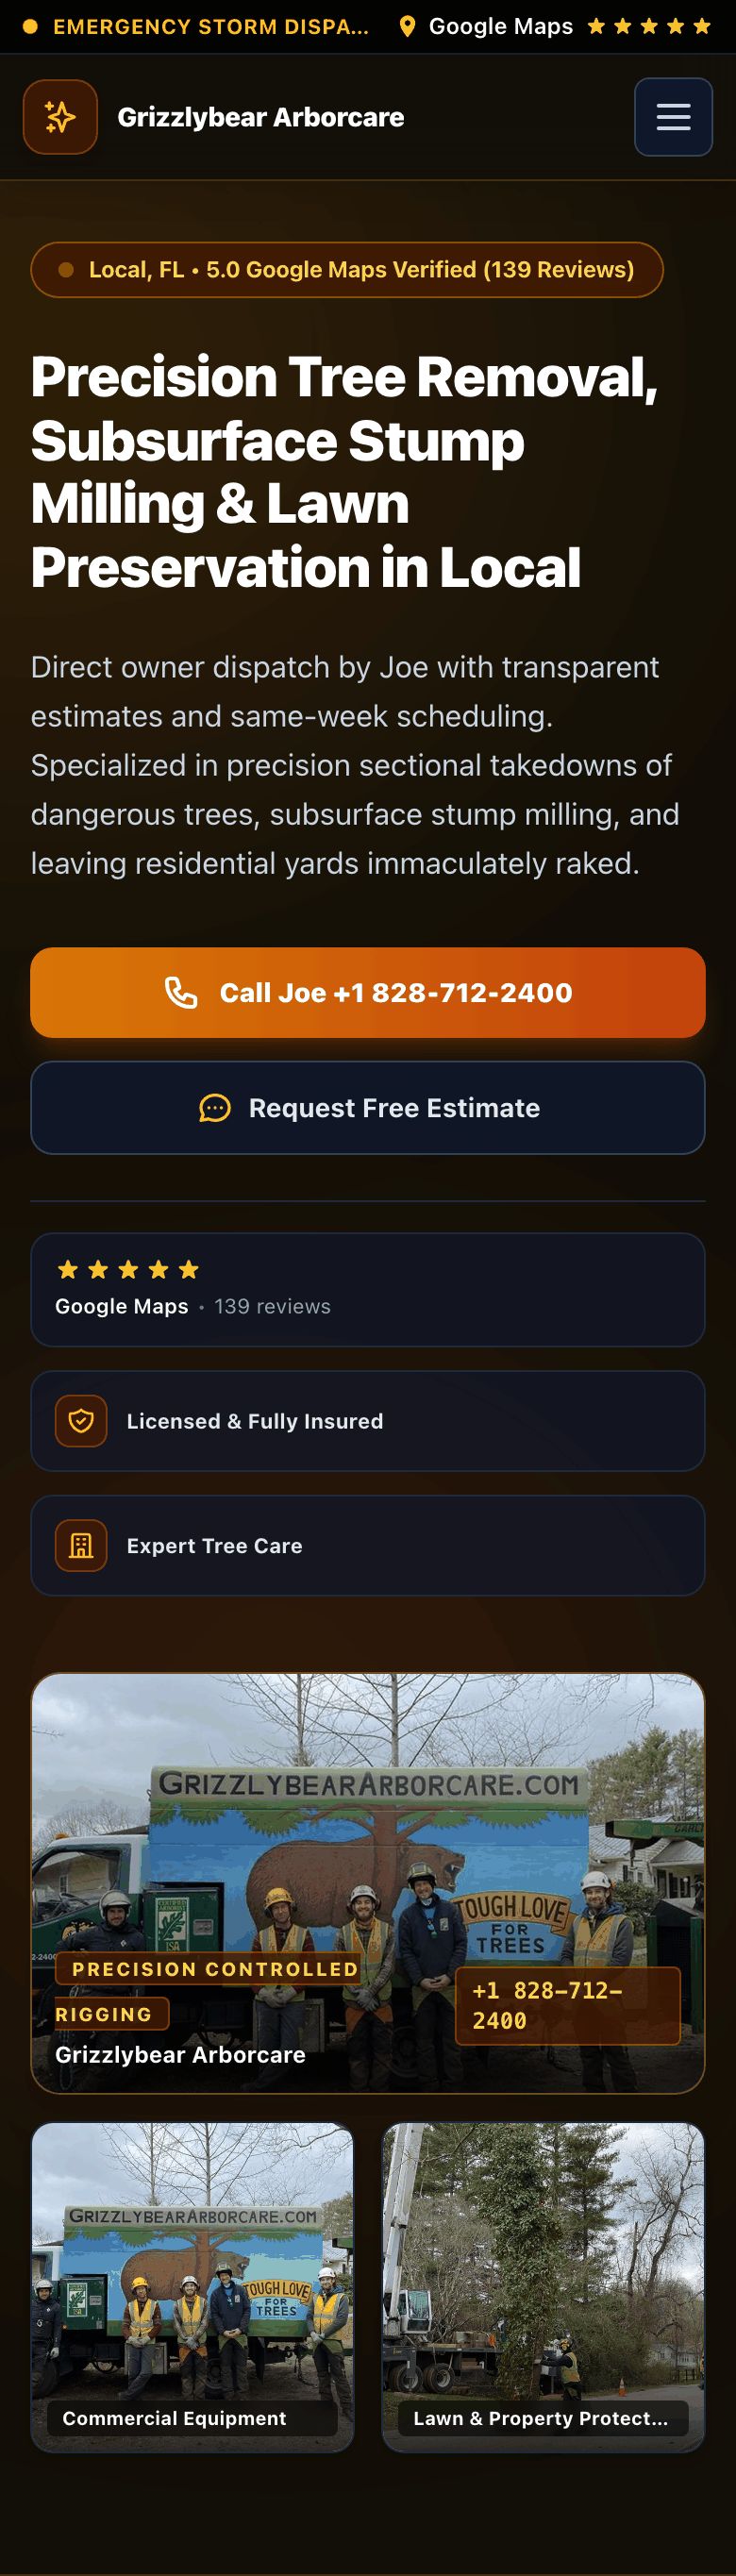 EMERGENCY STORM DISPA... Google Maps
Grizzlybear Arborcare
Local, FL • 5.0 Google Maps Verified (139 Reviews)
Precision Tree Removal,
Subsurface Stump
Milling & Lawn
Preservation in Local
Direct owner dispatch by Joe with transparent
estimates and same-week scheduling.
Specialized in precision sectional takedowns of
dangerous trees, subsurface stump milling, and
leaving residential yards immaculately raked.
Call Joe +1 828-712-2400
Request Free Estimate
Google Maps • 139 reviews
Licensed & Fully Insured
Expert Tree Care
GRIZZLYBEARARBORCARE.COM
TOUGH LOVE
FOR
TREES
CERTIFIED
ARBORIST
ISA
PRECISION CONTROLLED
RIGGING
+1 828-712-
2400
Grizzlybear Arborcare
GRIZZLYBEARARBORCARE.COM
TOUGH LOVE
FOR
TREES
Commercial Equipment
Lawn & Property Protect...